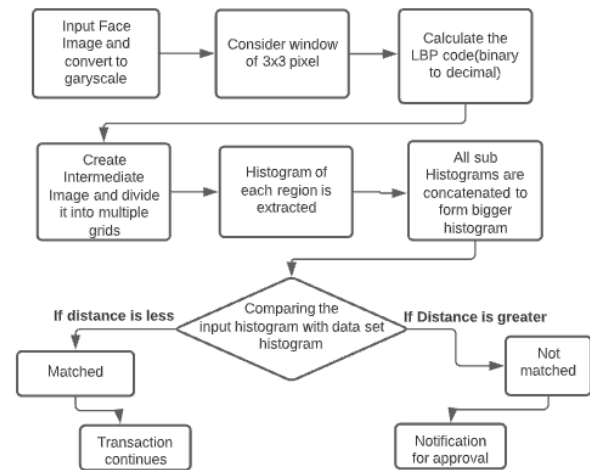 Input Face
Image and
convert to
garyscale
Consider window
of 3x3 pixel
Calculate the
LBP code(binary
to decimal)
Create
Intermediate
Image and divide
it into multiple
grids
Histogram of
each region is
extracted
All sub
Histograms are
concatenated to
form bigger
histogram
Comparing the
input histogram with data set
histogram
If distance is less
If Distance is greater
Matched
Not
matched
Transaction
continues
Notification
for approval